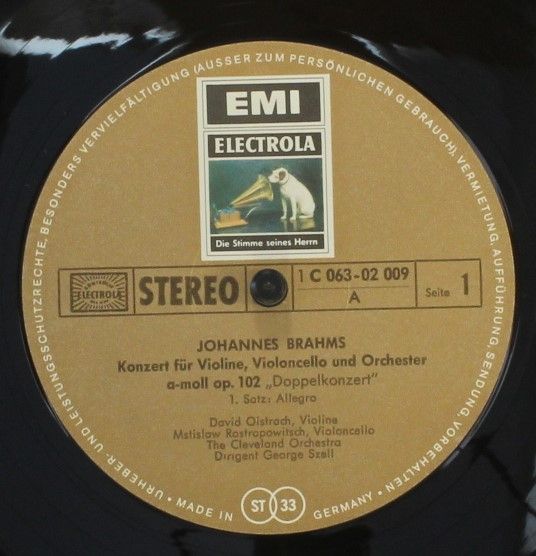 URHEBER- UND LEISTUNGSSCHUTZRECHTE, BESONDERS VERVIELFÄLTIGUNG (AUSSER ZUM PERSÖNLICHEN GEBRAUCH), VERMIETUNG, AUFFÜHRUNG, SENDUNG, VORBEHALTEN •
EMI
ELECTROLA
Die Stimme seines Herrn
ELECTROLA
STEREO
1 C 063-02 009
A
Seite 1
JOHANNES BRAHMS
Konzert für Violine, Violoncello und Orchester
a-moll op. 102 „Doppelkonzert"
1. Satz: Allegro
David Oistrach, Violine
Mstislaw Rostropowitsch, Violoncello
The Cleveland Orchestra
Dirigent George Szell
• MADE IN GERMANY •
ST 33